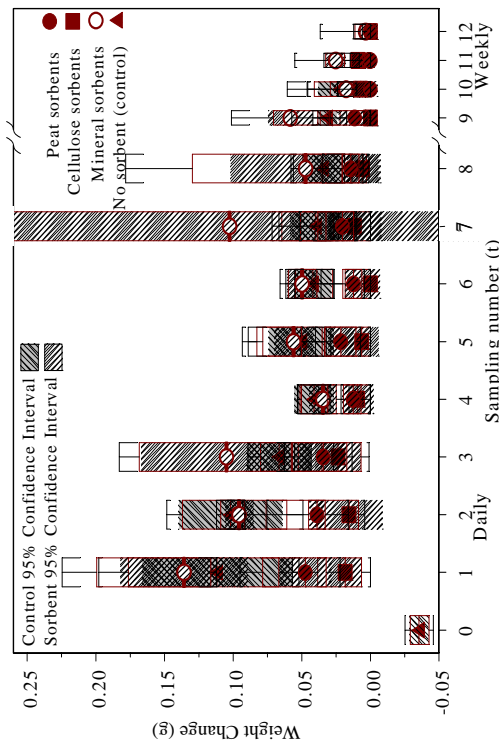 Control 95% Confidence Interval
Sorbent 95% Confidence Interval
Peat sorbents
Cellulose sorbents
Mineral sorbents
No sorbent (control)
Weight Change (g)
0.25
0.20
0.15
0.10
0.05
0.00
-0.05
0 1 2 3 4 5 6 7 8 9 10 11 12
Daily
Sampling number (t)
Weekly